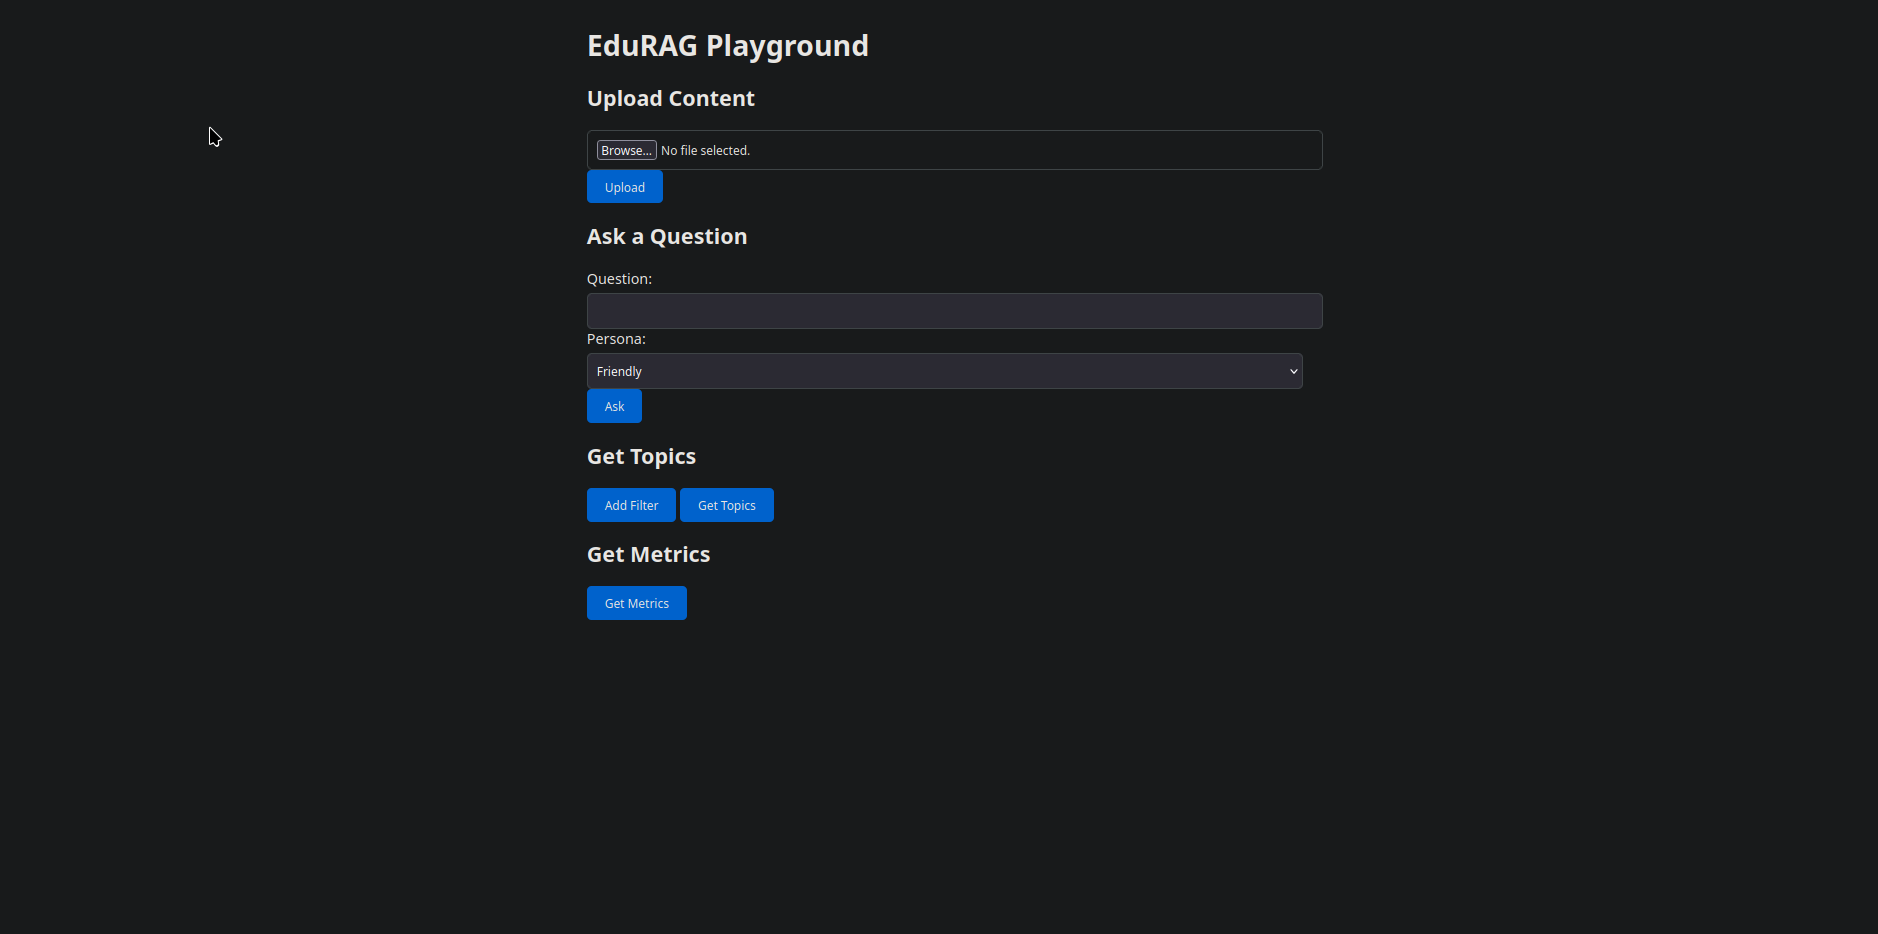 EduRAG Playground
Upload Content
Browse... No file selected.
Upload
Ask a Question
Question:
Persona:
Friendly
Ask
Get Topics
Add Filter Get Topics
Get Metrics
Get Metrics